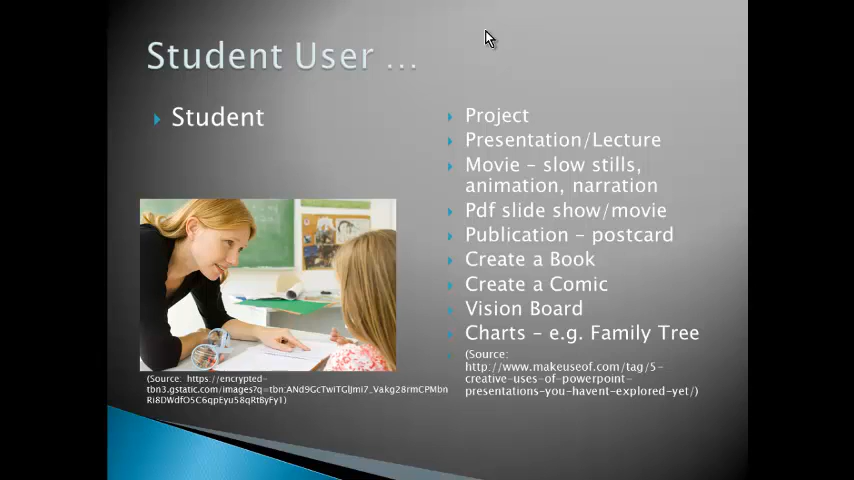 Student User ...
Student
(Source: https://encrypted-
tbn3.gstatic.com/images?q=tbn:ANd9GcTwiTGlJmi7_Vakg28rmCPMbn
Ri8DWdfO5C6qpEyu58qRtByFy1)
Project
Presentation/Lecture
Movie – slow stills,
animation, narration
Pdf slide show/movie
Publication – postcard
Create a Book
Create a Comic
Vision Board
Charts – e.g. Family Tree
(Source:
http://www.makeuseof.com/tag/5-
creative-uses-of-powerpoint-
presentations-you-havent-explored-yet/)